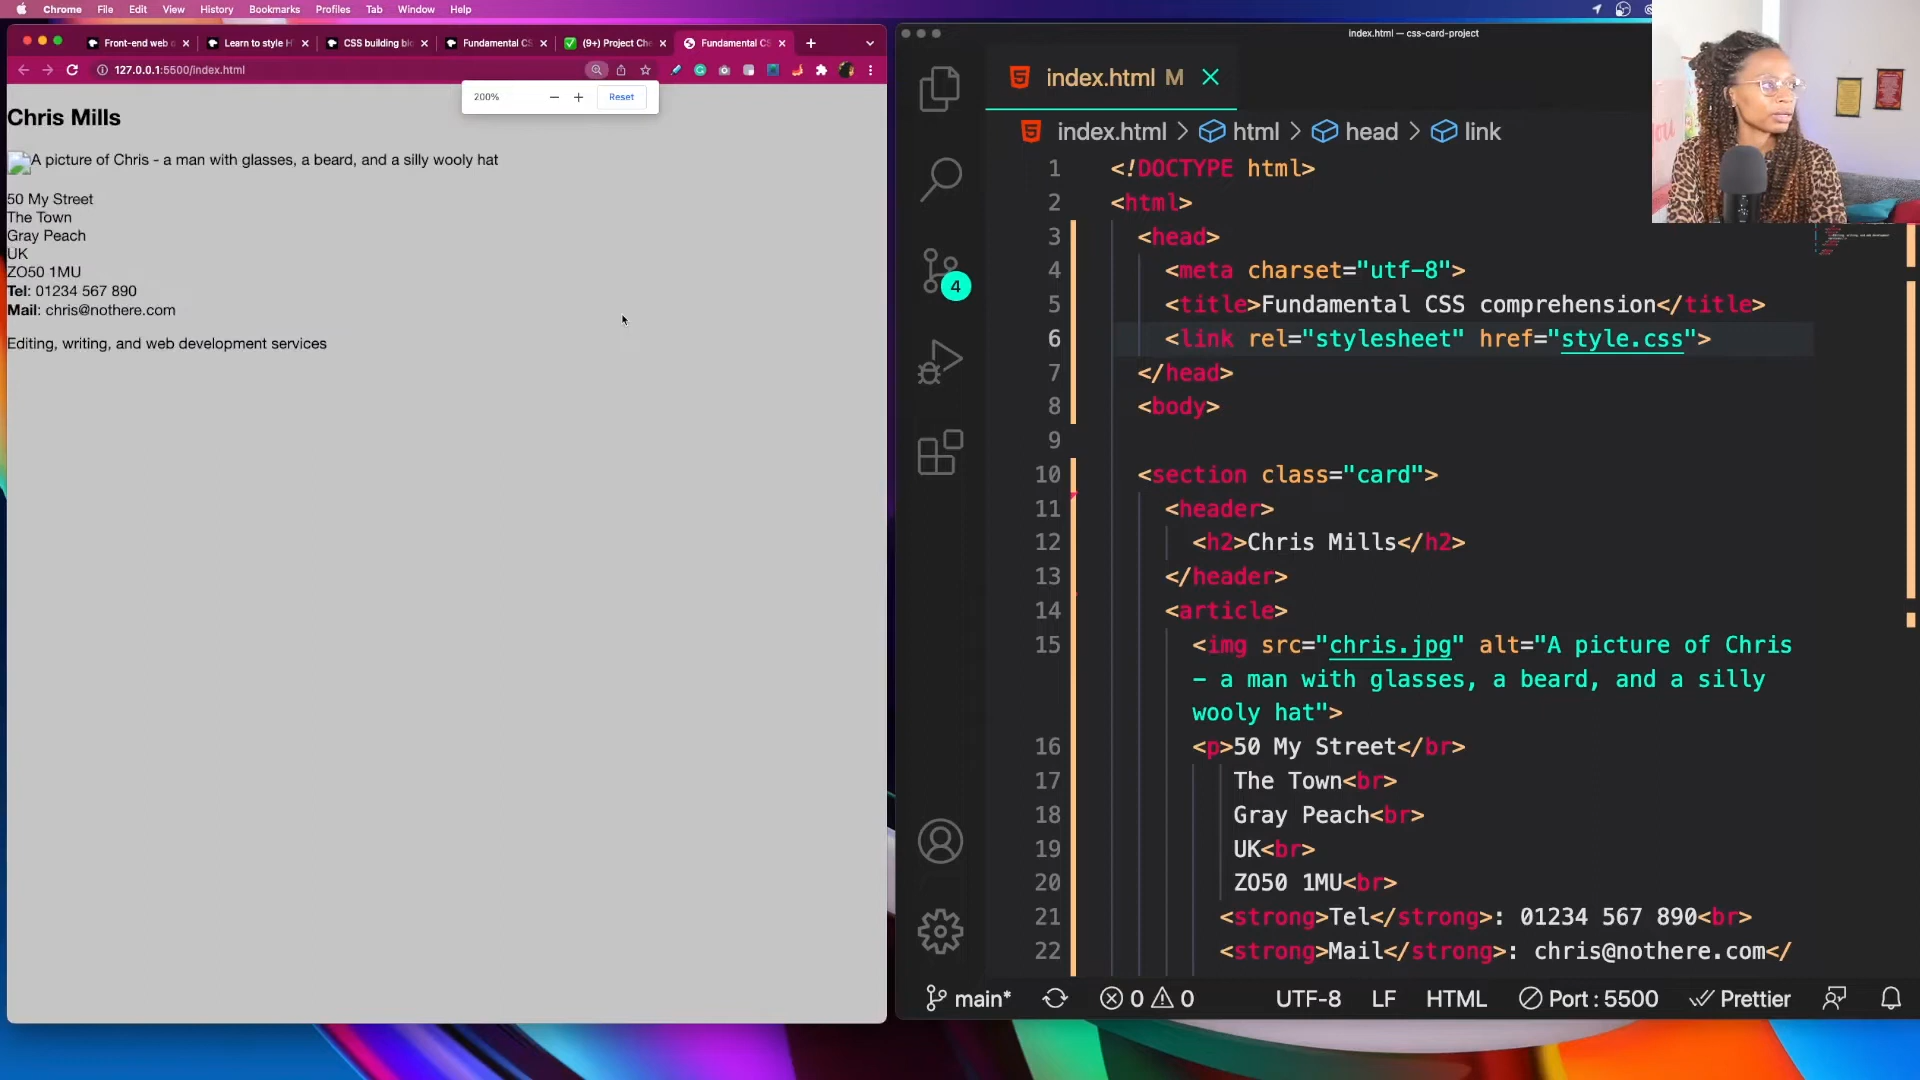 Chrome File Edit View History Bookmarks Profiles Tab Window Help
Front-end web d
Learn to style H
CSS building blo
Fundamental CS
(9+) Project Che
Fundamental CS
127.0.0.1:5500/index.html
200% Reset
Chris Mills
A picture of Chris - a man with glasses, a beard, and a silly wooly hat
50 My Street
The Town
Gray Peach
UK
ZO50 1MU
Tel: 01234 567 890
Mail: chris@nothere.com
Editing, writing, and web development services
index.html — css-card-project
index.html M
index.html > html > head > link
4
1 <!DOCTYPE html>
2 <html>
3 <head>
4 <meta charset="utf-8">
5 <title>Fundamental CSS comprehension</title>
6 <link rel="stylesheet" href="style.css">
7 </head>
8 <body>
9
10 <section class="card">
11 <header>
12 <h2>Chris Mills</h2>
13 </header>
14 <article>
15 <img src="chris.jpg" alt="A picture of Chris
- a man with glasses, a beard, and a silly
wooly hat">
16 <p>50 My Street</br>
17 The Town<br>
18 Gray Peach<br>
19 UK<br>
20 ZO50 1MU<br>
21 <strong>Tel</strong>: 01234 567 890<br>
22 <strong>Mail</strong>: chris@nothere.com</
main* 0 0 UTF-8 LF HTML Port : 5500 Prettier